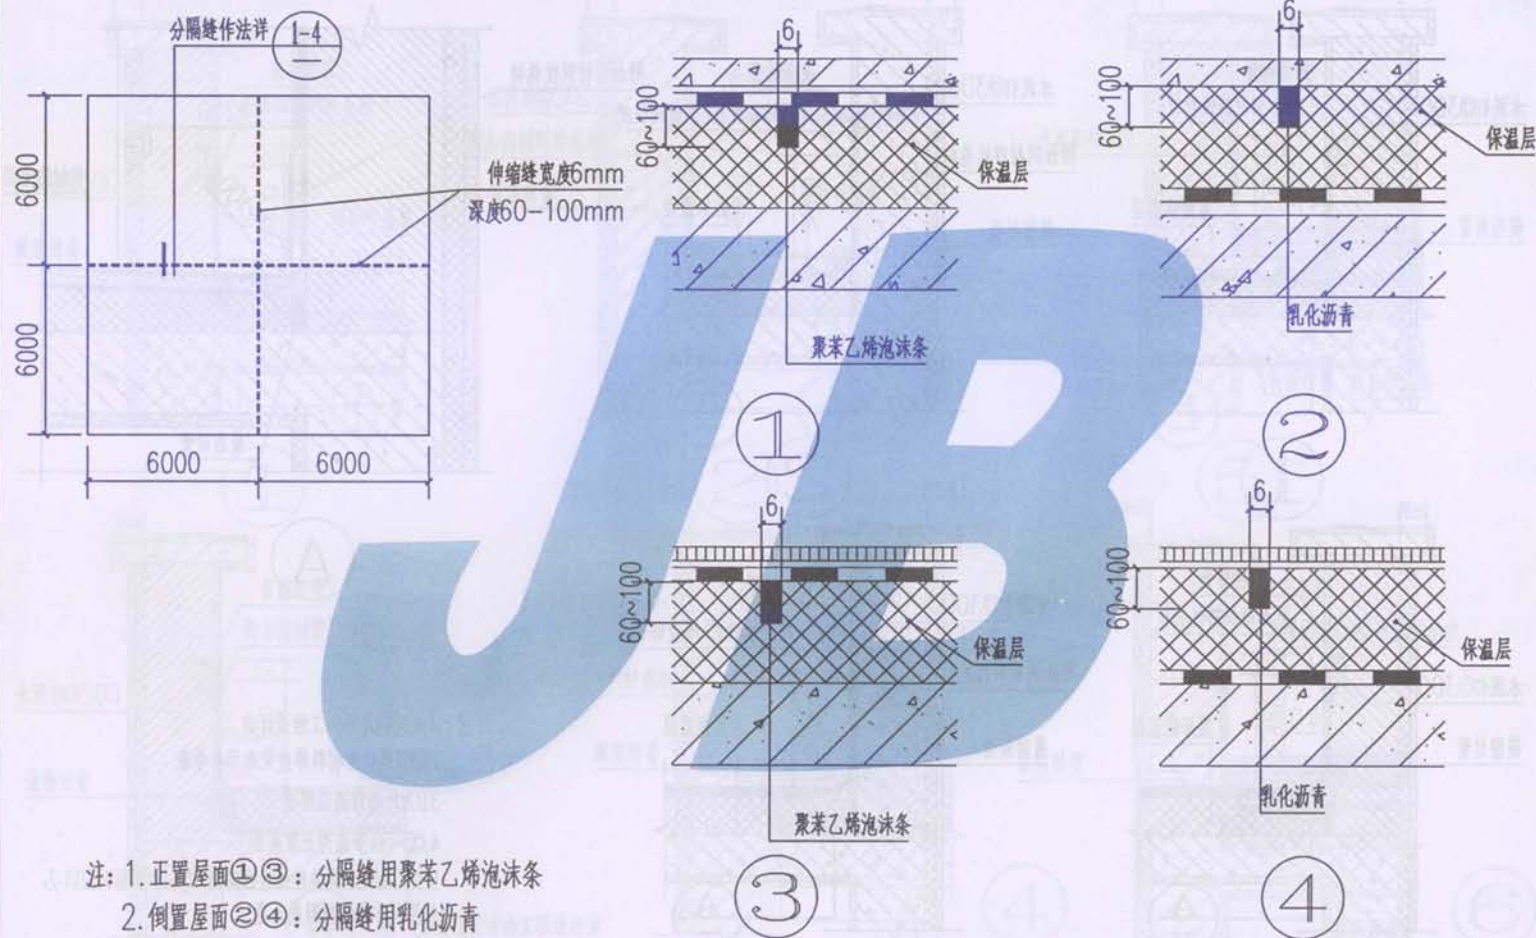 分隔缝作法详 1-4
6000
6000
6000 6000
伸缩缝宽度6mm
深度60-100mm
6
60~100
保温层
聚苯乙烯泡沫条
①
6
60~100
保温层
乳化沥青
②
6
60~100
保温层
聚苯乙烯泡沫条
③
6
60~100
保温层
乳化沥青
④
JB
注: 1. 正置屋面①③: 分隔缝用聚苯乙烯泡沫条
2. 倒置屋面②④: 分隔缝用乳化沥青